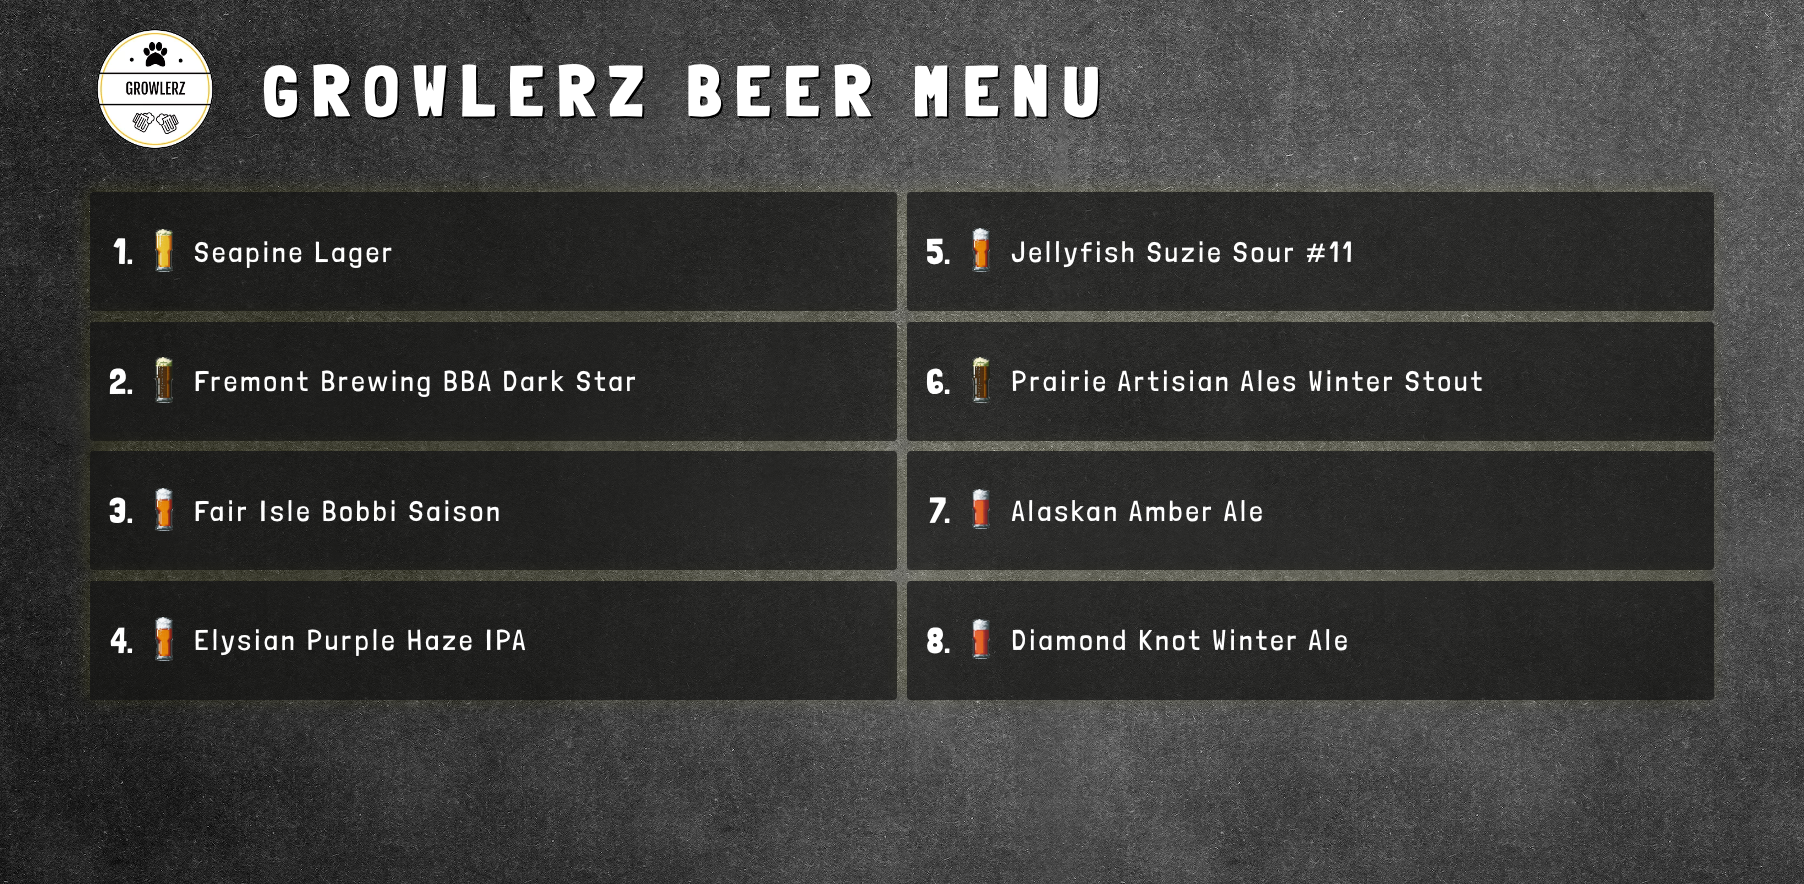 GROWLERZ
GROWLERZ BEER MENU
1. Seapine Lager
2. Fremont Brewing BBA Dark Star
3. Fair Isle Bobbi Saison
4. Elysian Purple Haze IPA
5. Jellyfish Suzie Sour #11
6. Prairie Artisian Ales Winter Stout
7. Alaskan Amber Ale
8. Diamond Knot Winter Ale